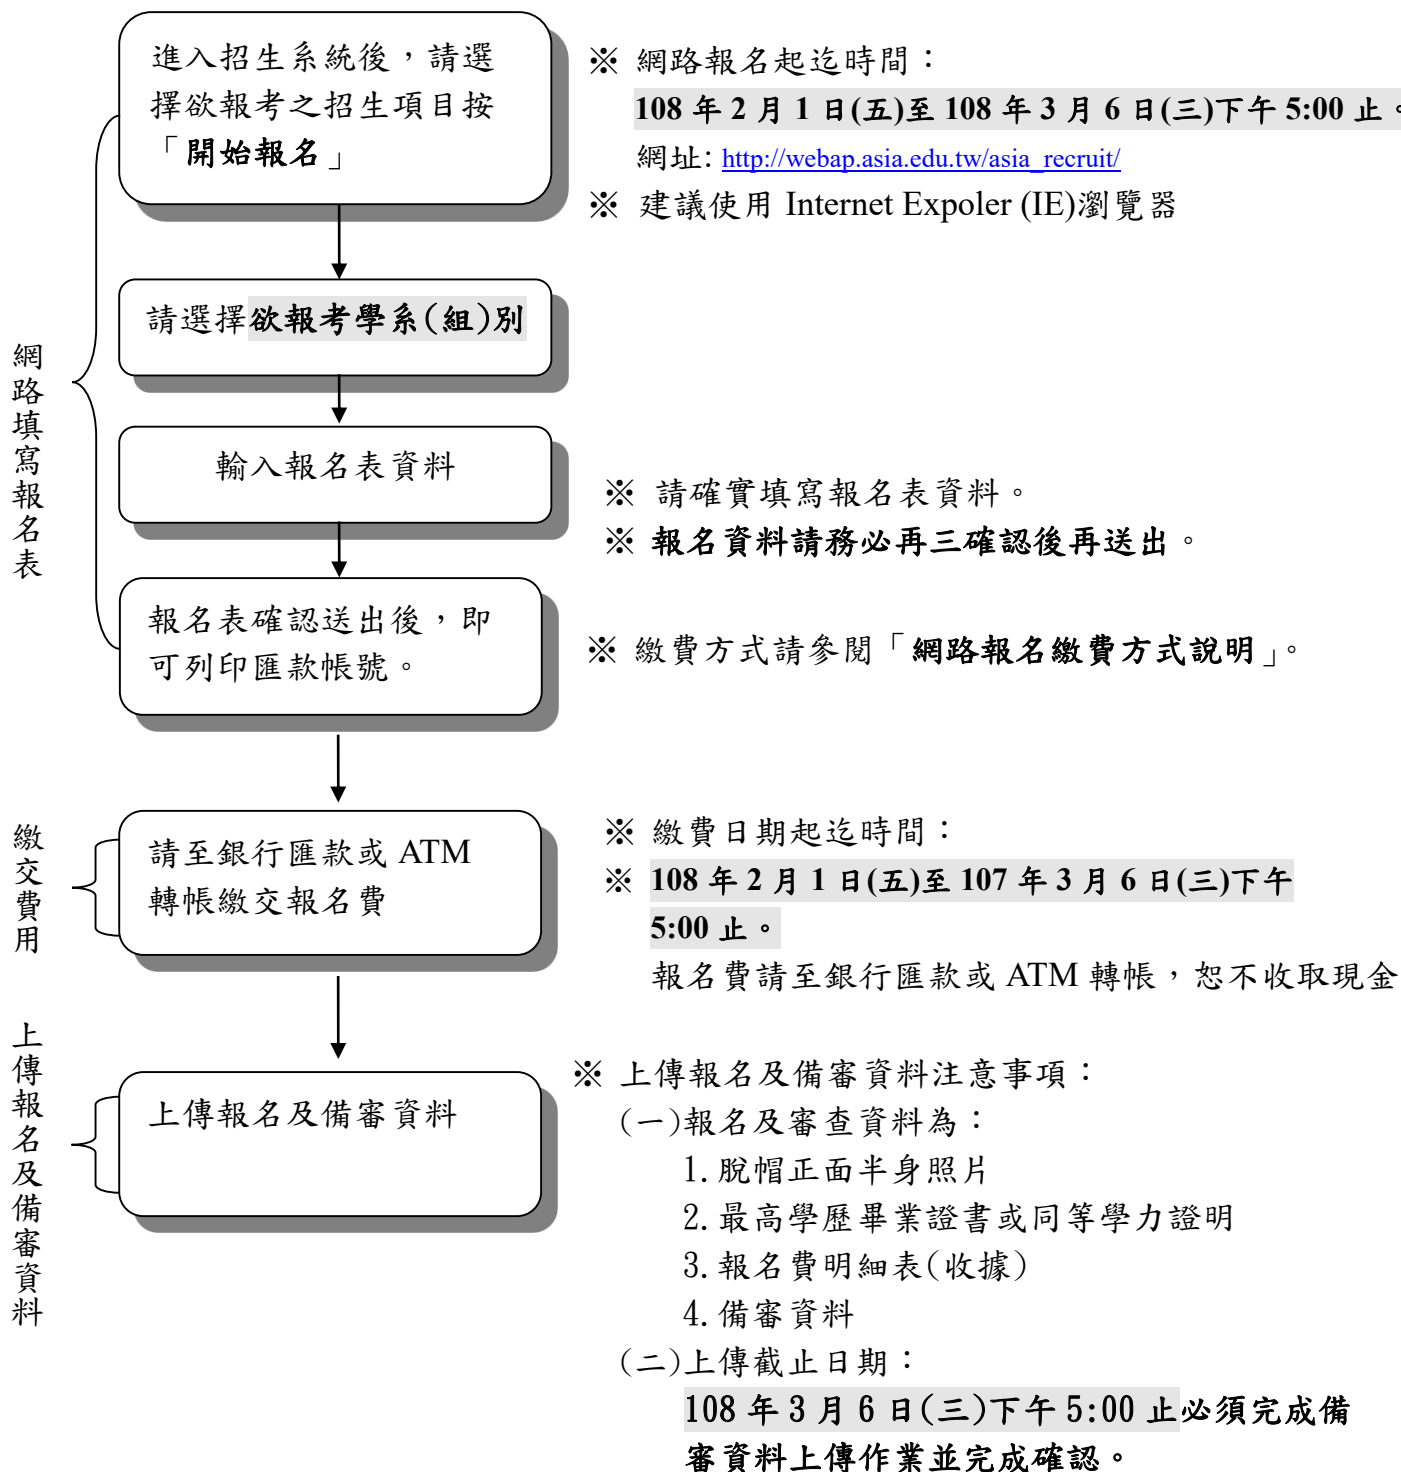 網路填寫報名表
進入招生系統後，請選
擇欲報考之招生項目按
「開始報名」
※ 網路報名起迄時間：
108 年 2 月 1 日(五)至 108 年 3 月 6 日(三)下午 5:00 止。
網址: http://webap.asia.edu.tw/asia_recruit/
※ 建議使用 Internet Expoler (IE)瀏覽器
請選擇欲報考學系(組)別
輸入報名表資料
※ 請確實填寫報名表資料。
※ 報名資料請務必再三確認後再送出。
報名表確認送出後，即
可列印匯款帳號。
※ 繳費方式請參閱「網路報名繳費方式說明」。
繳交費用
請至銀行匯款或 ATM
轉帳繳交報名費
※ 繳費日期起迄時間：
※ 108 年 2 月 1 日(五)至 107 年 3 月 6 日(三)下午
5:00 止。
報名費請至銀行匯款或 ATM 轉帳，恕不收取現金
上傳報名及備審資料
上傳報名及備審資料
※ 上傳報名及備審資料注意事項：
(一)報名及審查資料為：
1.脫帽正面半身照片
2.最高學歷畢業證書或同等學力證明
3.報名費明細表(收據)
4.備審資料
(二)上傳截止日期：
108 年 3 月 6 日(三)下午 5:00 止必須完成備
審資料上傳作業並完成確認。